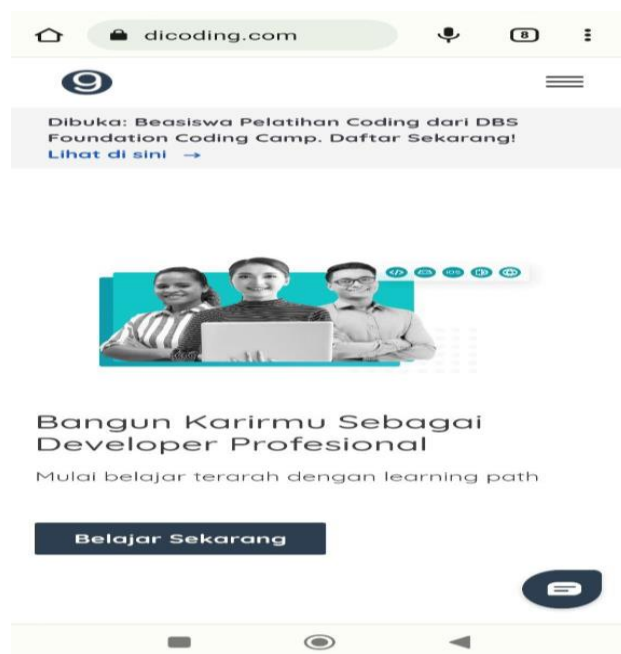 dicoding.com
8
Dibuka: Beasiswa Pelatihan Coding dari DBS
Foundation Coding Camp. Daftar Sekarang!
Lihat di sini →
iOS
Bangun Karirmu Sebagai
Developer Profesional
Mulai belajar terarah dengan learning path
Belajar Sekarang